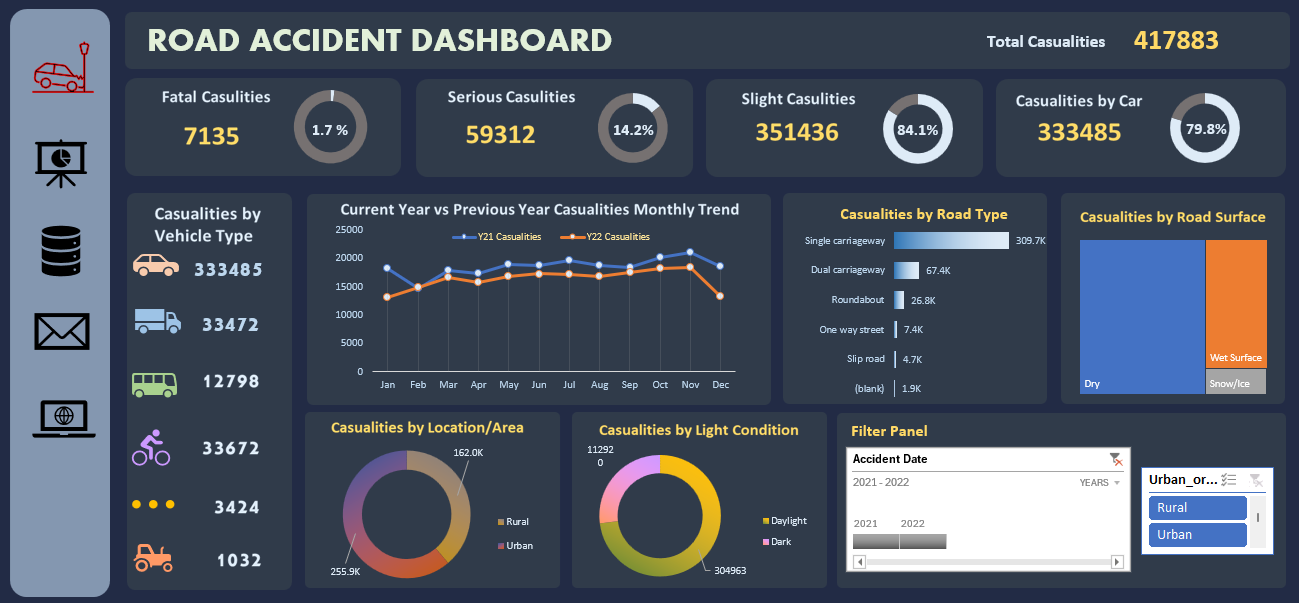 ROAD ACCIDENT DASHBOARD
Total Casualities
417883
Fatal Casulities
7135
1.7 %
Serious Casulities
59312
14.2%
Slight Casulities
351436
84.1%
Casualities by Car
333485
79.8%
Casualities by
Vehicle Type
333485
33472
12798
33672
3424
1032
Current Year vs Previous Year Casualities Monthly Trend
Y21 Casualities
Y22 Casualities
25000
20000
15000
10000
5000
0
Jan Feb Mar Apr May Jun Jul Aug Sep Oct Nov Dec
Casualities by Road Type
Single carriageway 309.7K
Dual carriageway 67.4K
Roundabout 26.8K
One way street 7.4K
Slip road 4.7K
(blank) 1.9K
Casualities by Road Surface
Dry
Wet Surface
Snow/Ice
Casualities by Location/Area
162.0K
255.9K
Rural
Urban
Casualities by Light Condition
11292
0
304963
Daylight
Dark
Filter Panel
Accident Date
2021 - 2022
YEARS
2021 2022
Urban_or...
Rural
Urban